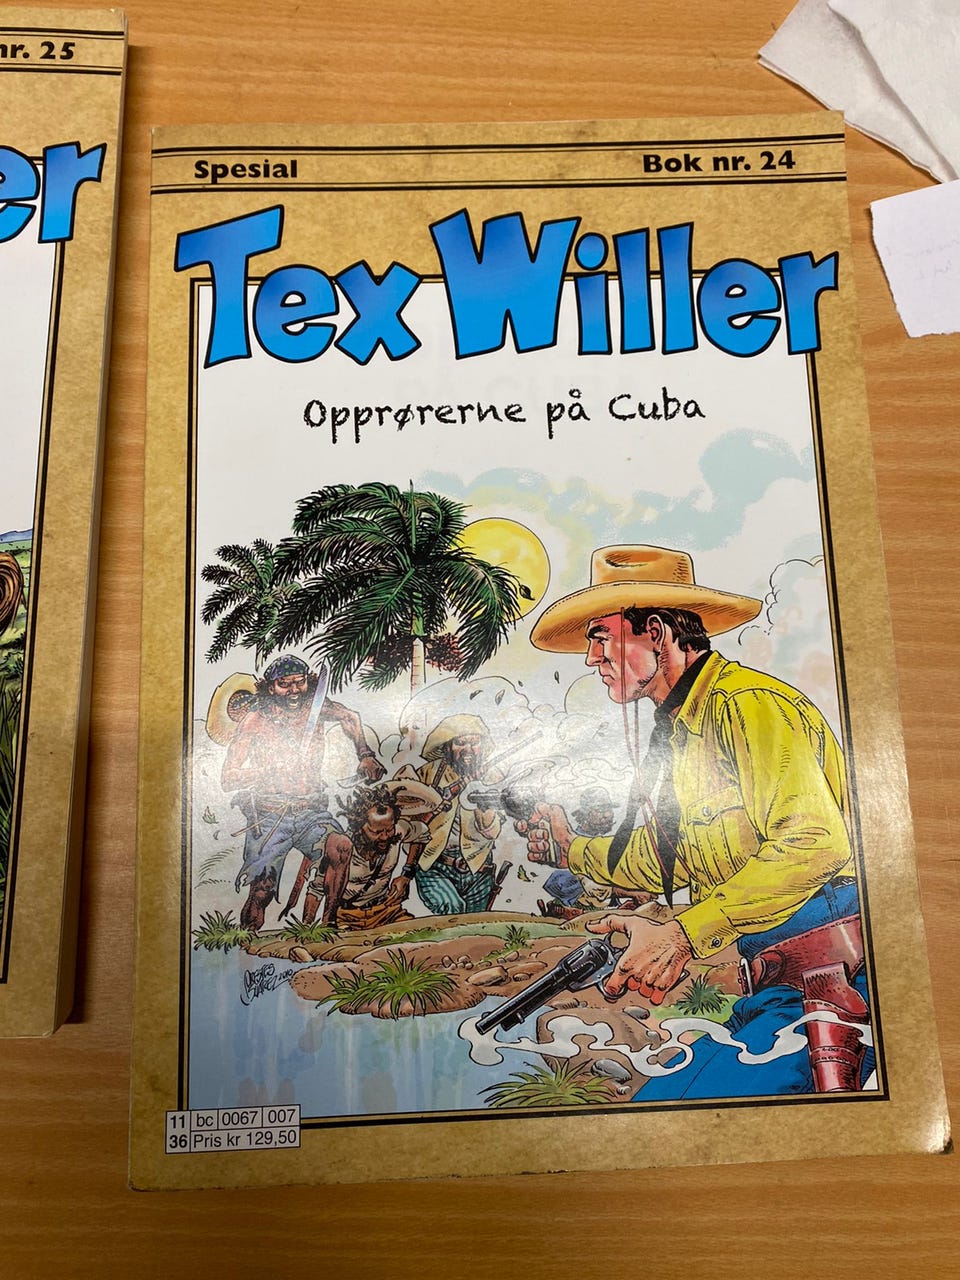 nr. 25
er
Spesial
Bok nr. 24
Tex Willer
Opprørerne på Cuba
11 bc 0067 007
36 Pris kr 129,50